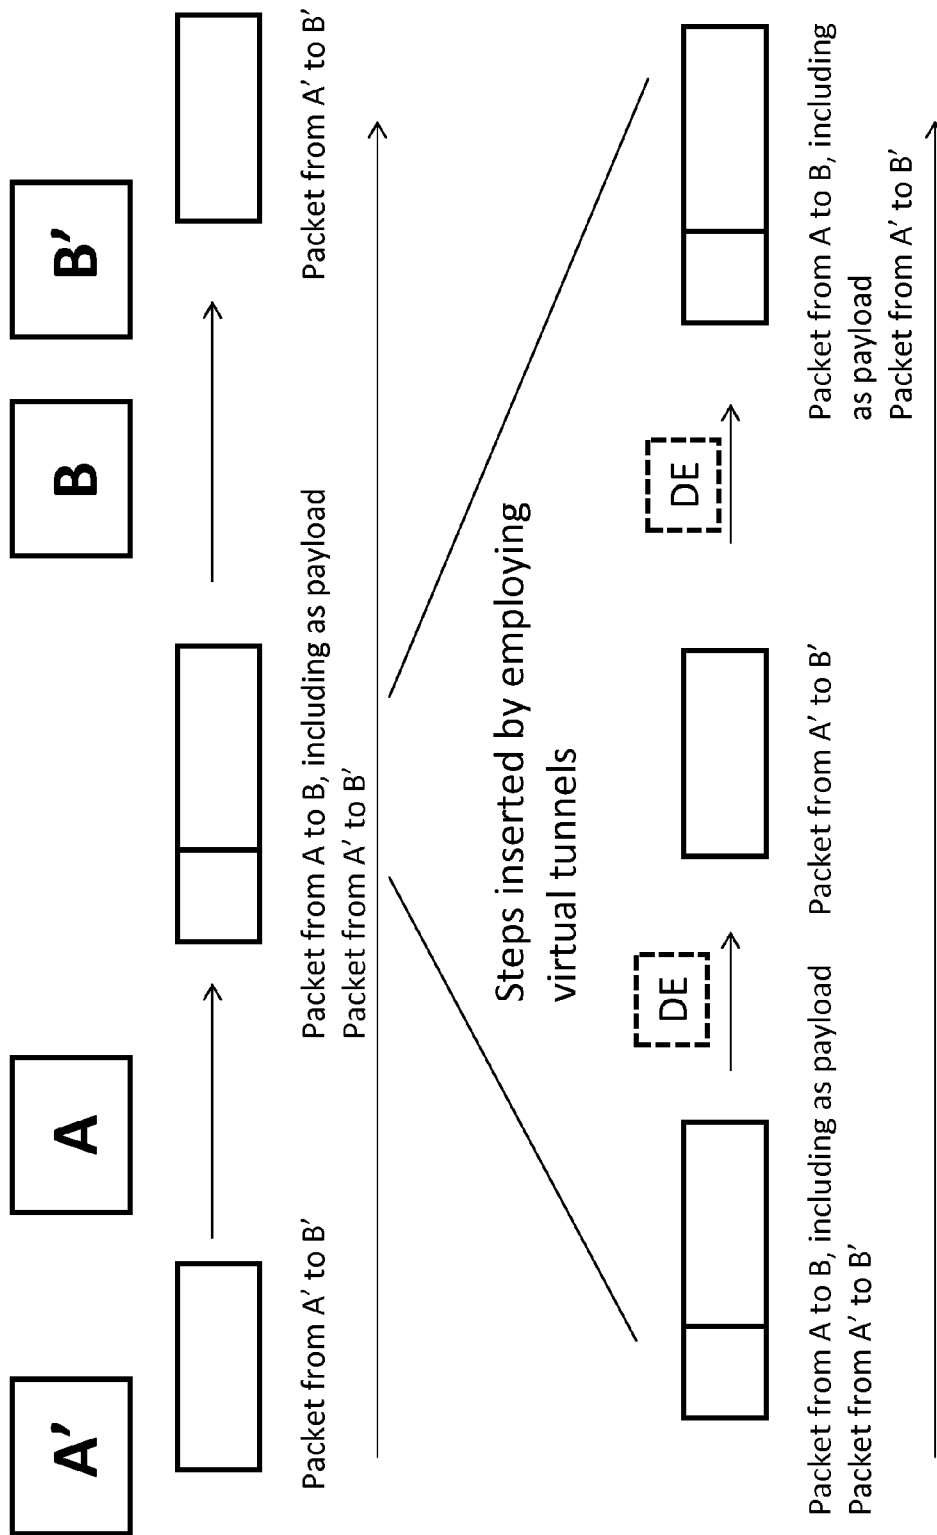 A'
A
B
B'
Packet from A' to B'
Packet from A to B, including as payload
Packet from A' to B'
Packet from A' to B'
Steps inserted by employing
virtual tunnels
DE
DE
Packet from A to B, including as payload
Packet from A' to B'
Packet from A' to B'
Packet from A to B, including
as payload
Packet from A' to B'